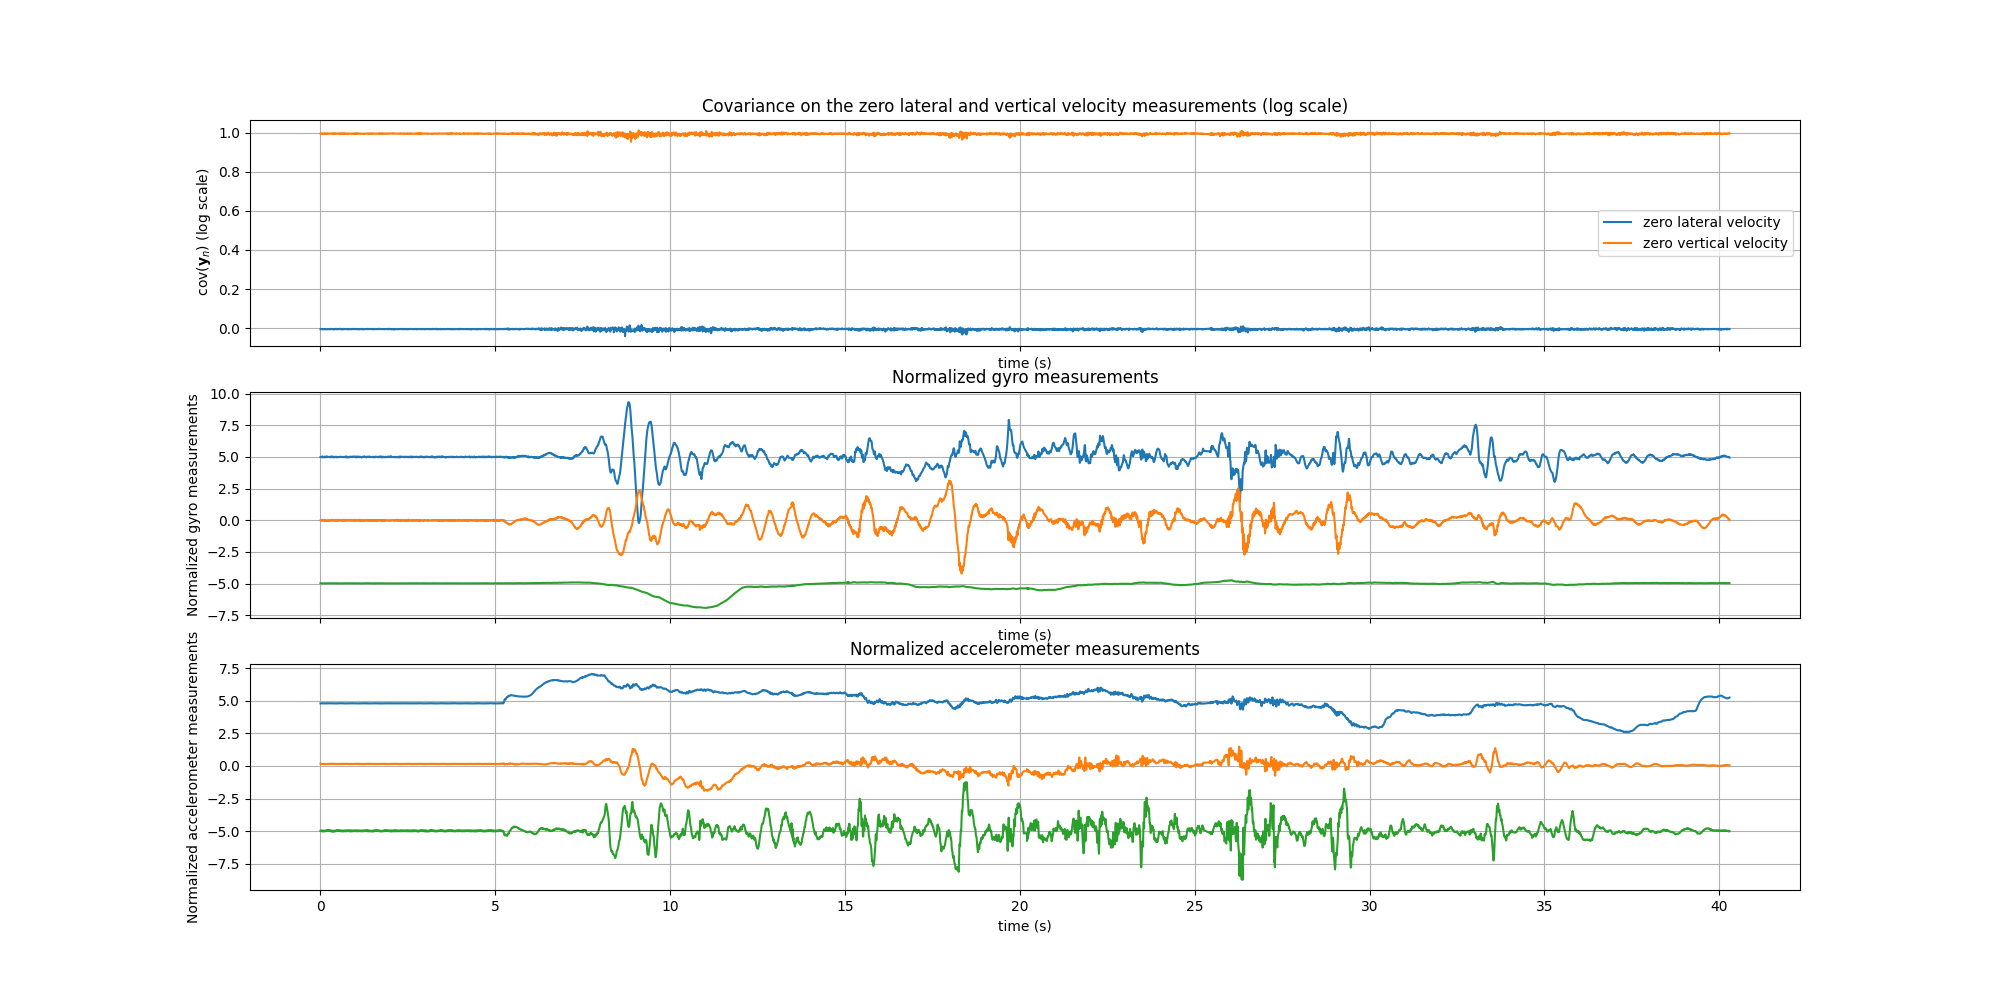 Covariance on the zero lateral and vertical velocity measurements (log scale)
cov(𝐲ₙ) (log scale)
1.0
0.8
0.6
0.4
0.2
0.0
zero lateral velocity
zero vertical velocity
time (s)
Normalized gyro measurements
Normalized gyro measurements
10.0
7.5
5.0
2.5
0.0
−2.5
−5.0
−7.5
time (s)
Normalized accelerometer measurements
Normalized accelerometer measurements
7.5
5.0
2.5
0.0
−2.5
−5.0
−7.5
0 5 10 15 20 25 30 35 40
time (s)